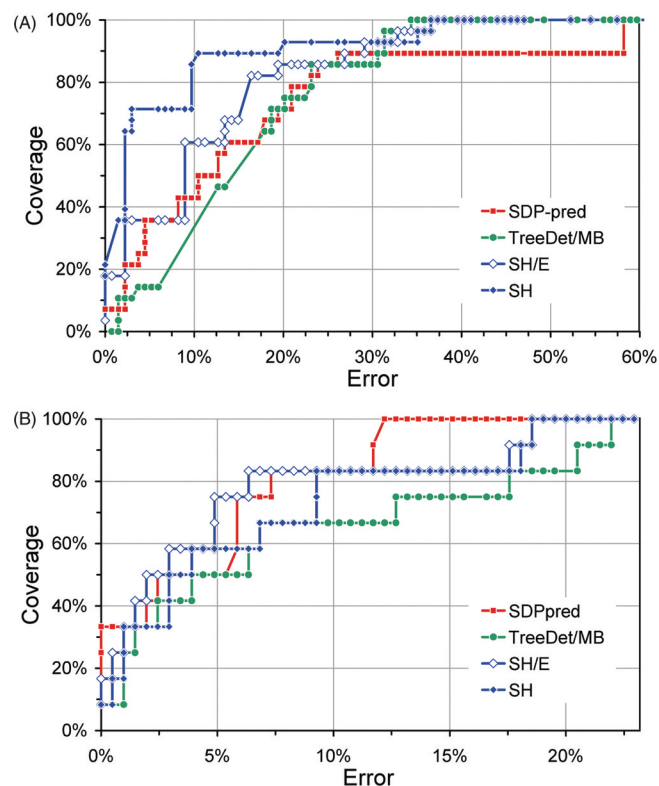 (A)
100%
80%
60%
40%
20%
0%
Coverage
SDP-pred
TreeDet/MB
SH/E
SH
0% 10% 20% 30% 40% 50% 60%
Error
(B)
100%
80%
60%
40%
20%
0%
Coverage
SDPpred
TreeDet/MB
SH/E
SH
0% 5% 10% 15% 20%
Error